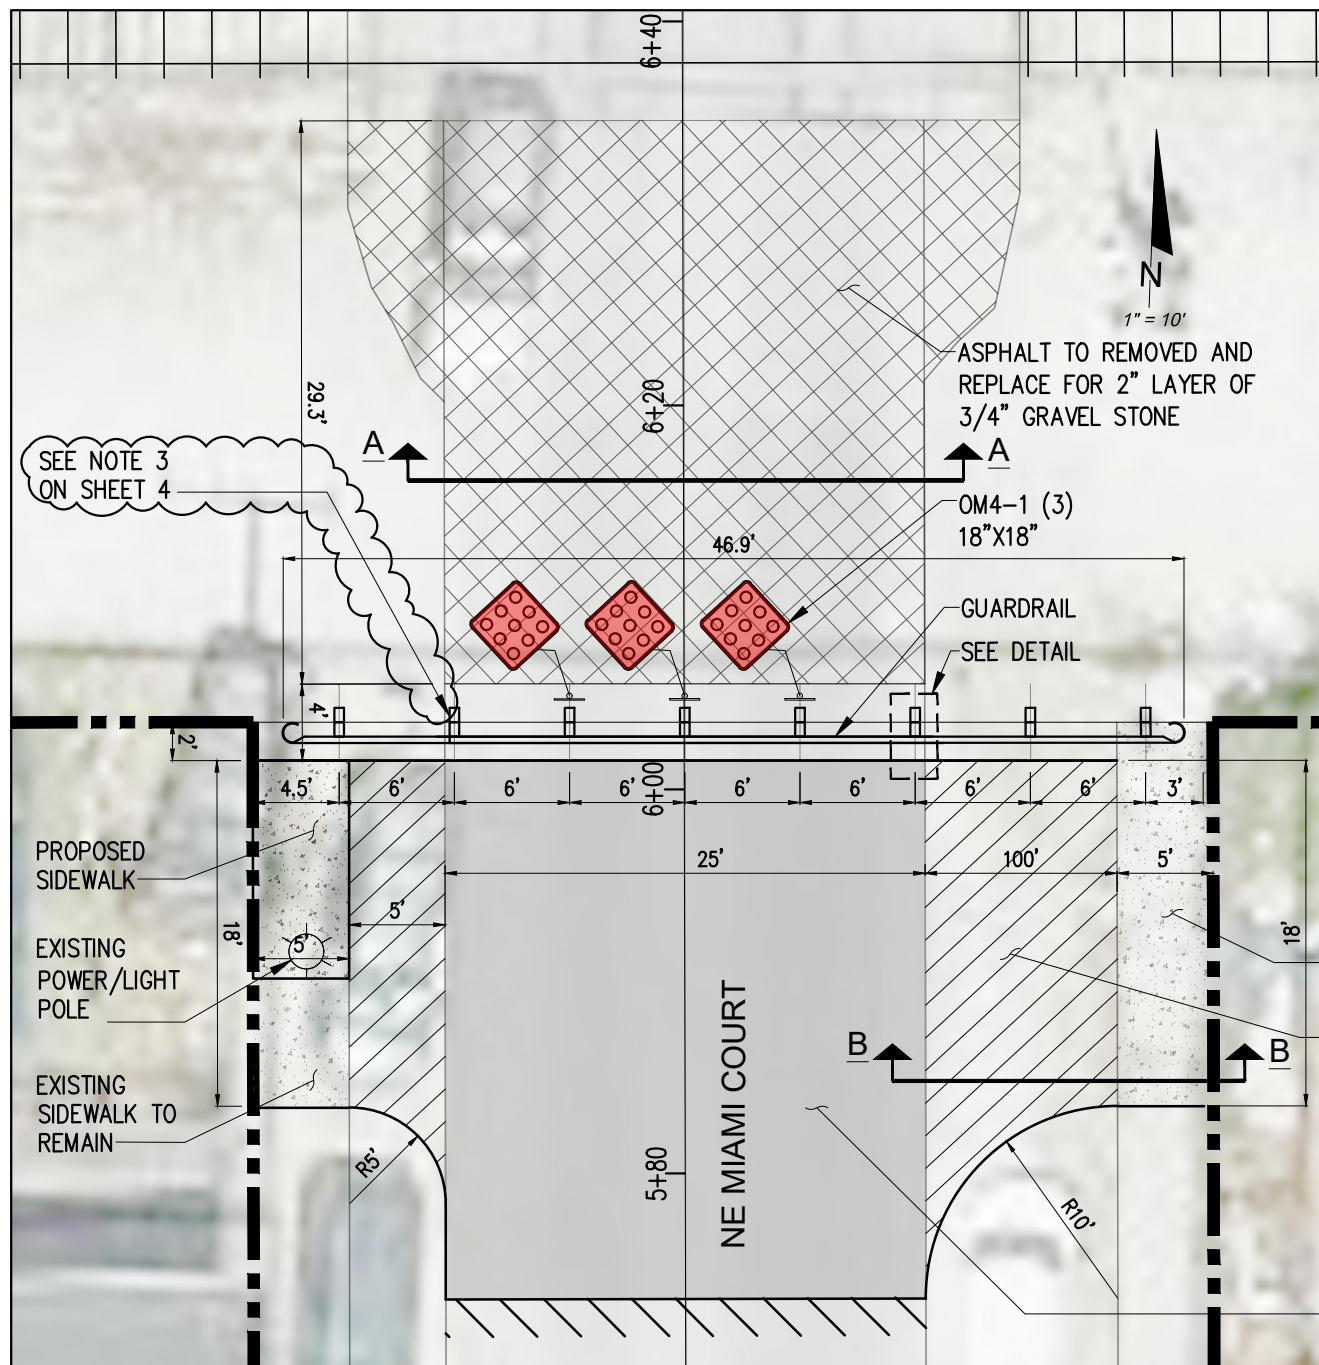 6+40
N
1" = 10'
ASPHALT TO REMOVED AND
REPLACE FOR 2" LAYER OF
3/4" GRAVEL STONE
29.3'
6+20
A
A
SEE NOTE 3
ON SHEET 4
OM4-1 (3)
18"X18"
46.9'
GUARDRAIL
SEE DETAIL
4'
2'
4.5'
6'
6'
6'
6+00
6'
6'
6'
6'
3'
PROPOSED
SIDEWALK
25'
100'
5'
5'
18'
5'
18'
EXISTING
POWER/LIGHT
POLE
NE MIAMI COURT
B
B
EXISTING
SIDEWALK TO
REMAIN
R5'
5+80
R10'